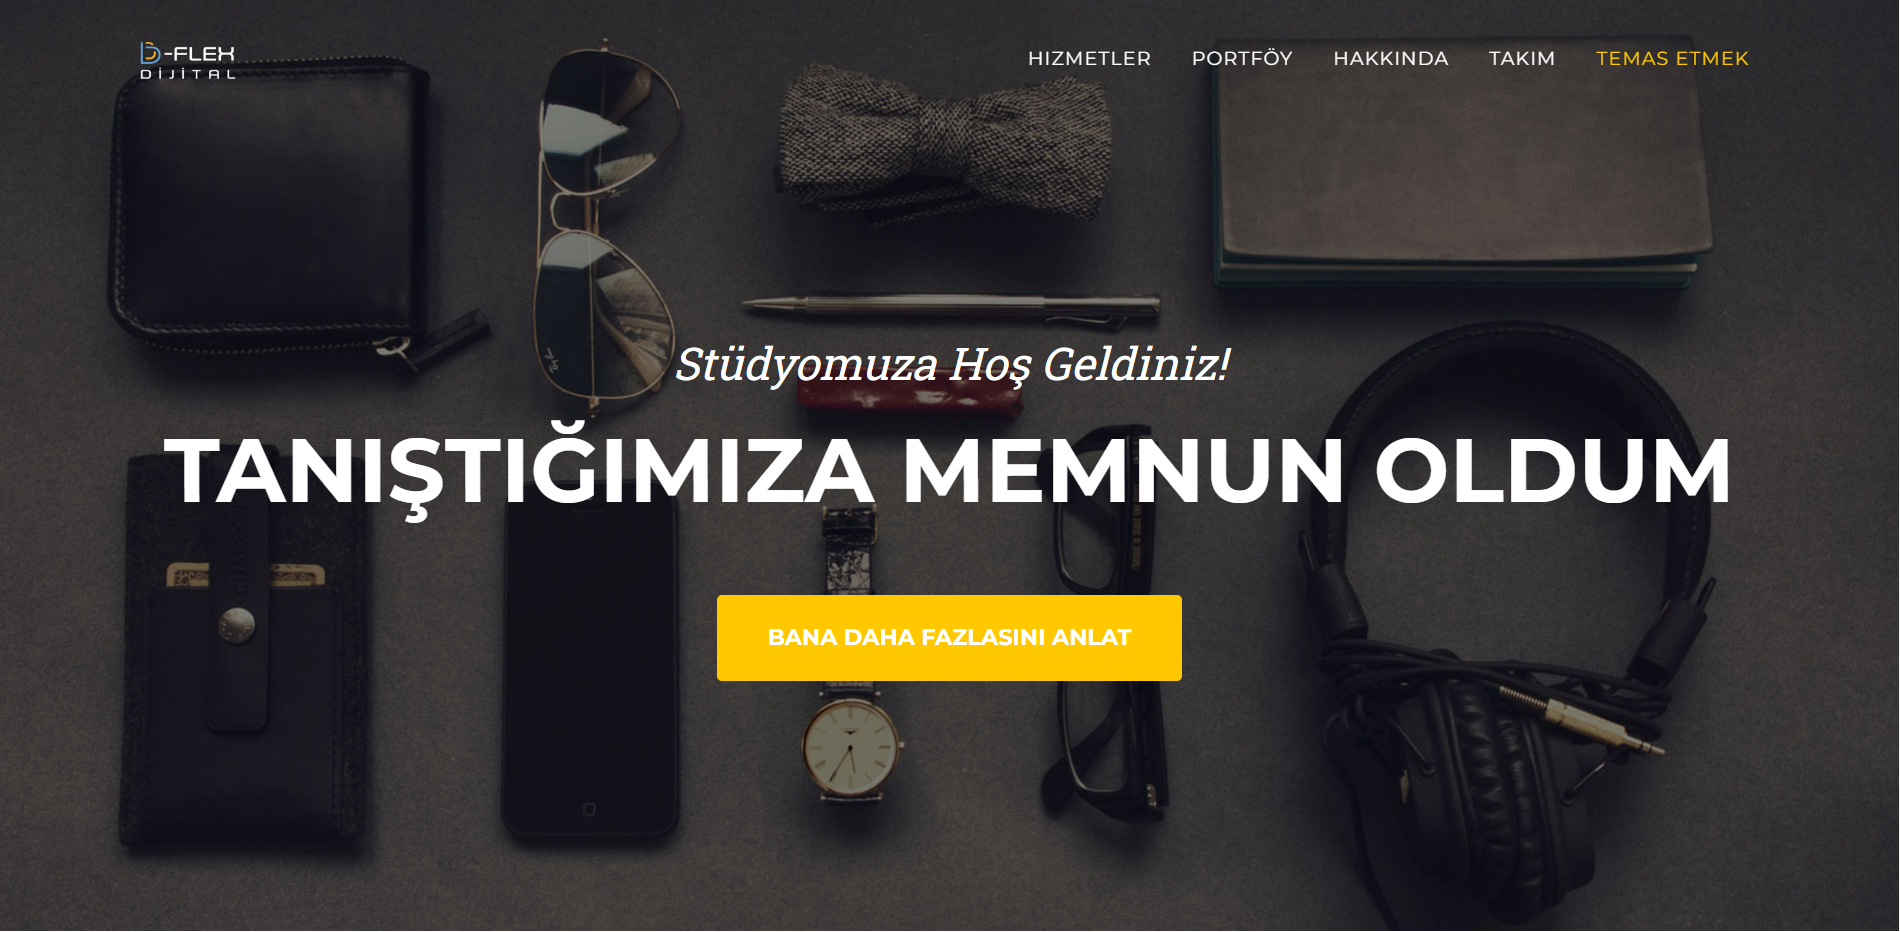 D-FLEX
DİJİTAL
HIZMETLER PORTFÖY HAKKINDA TAKIM TEMAS ETMEK
Stüdyomuza Hoş Geldiniz!
TANIŞTIĞIMIZA MEMNUN OLDUM
BANA DAHA FAZLASINI ANLAT